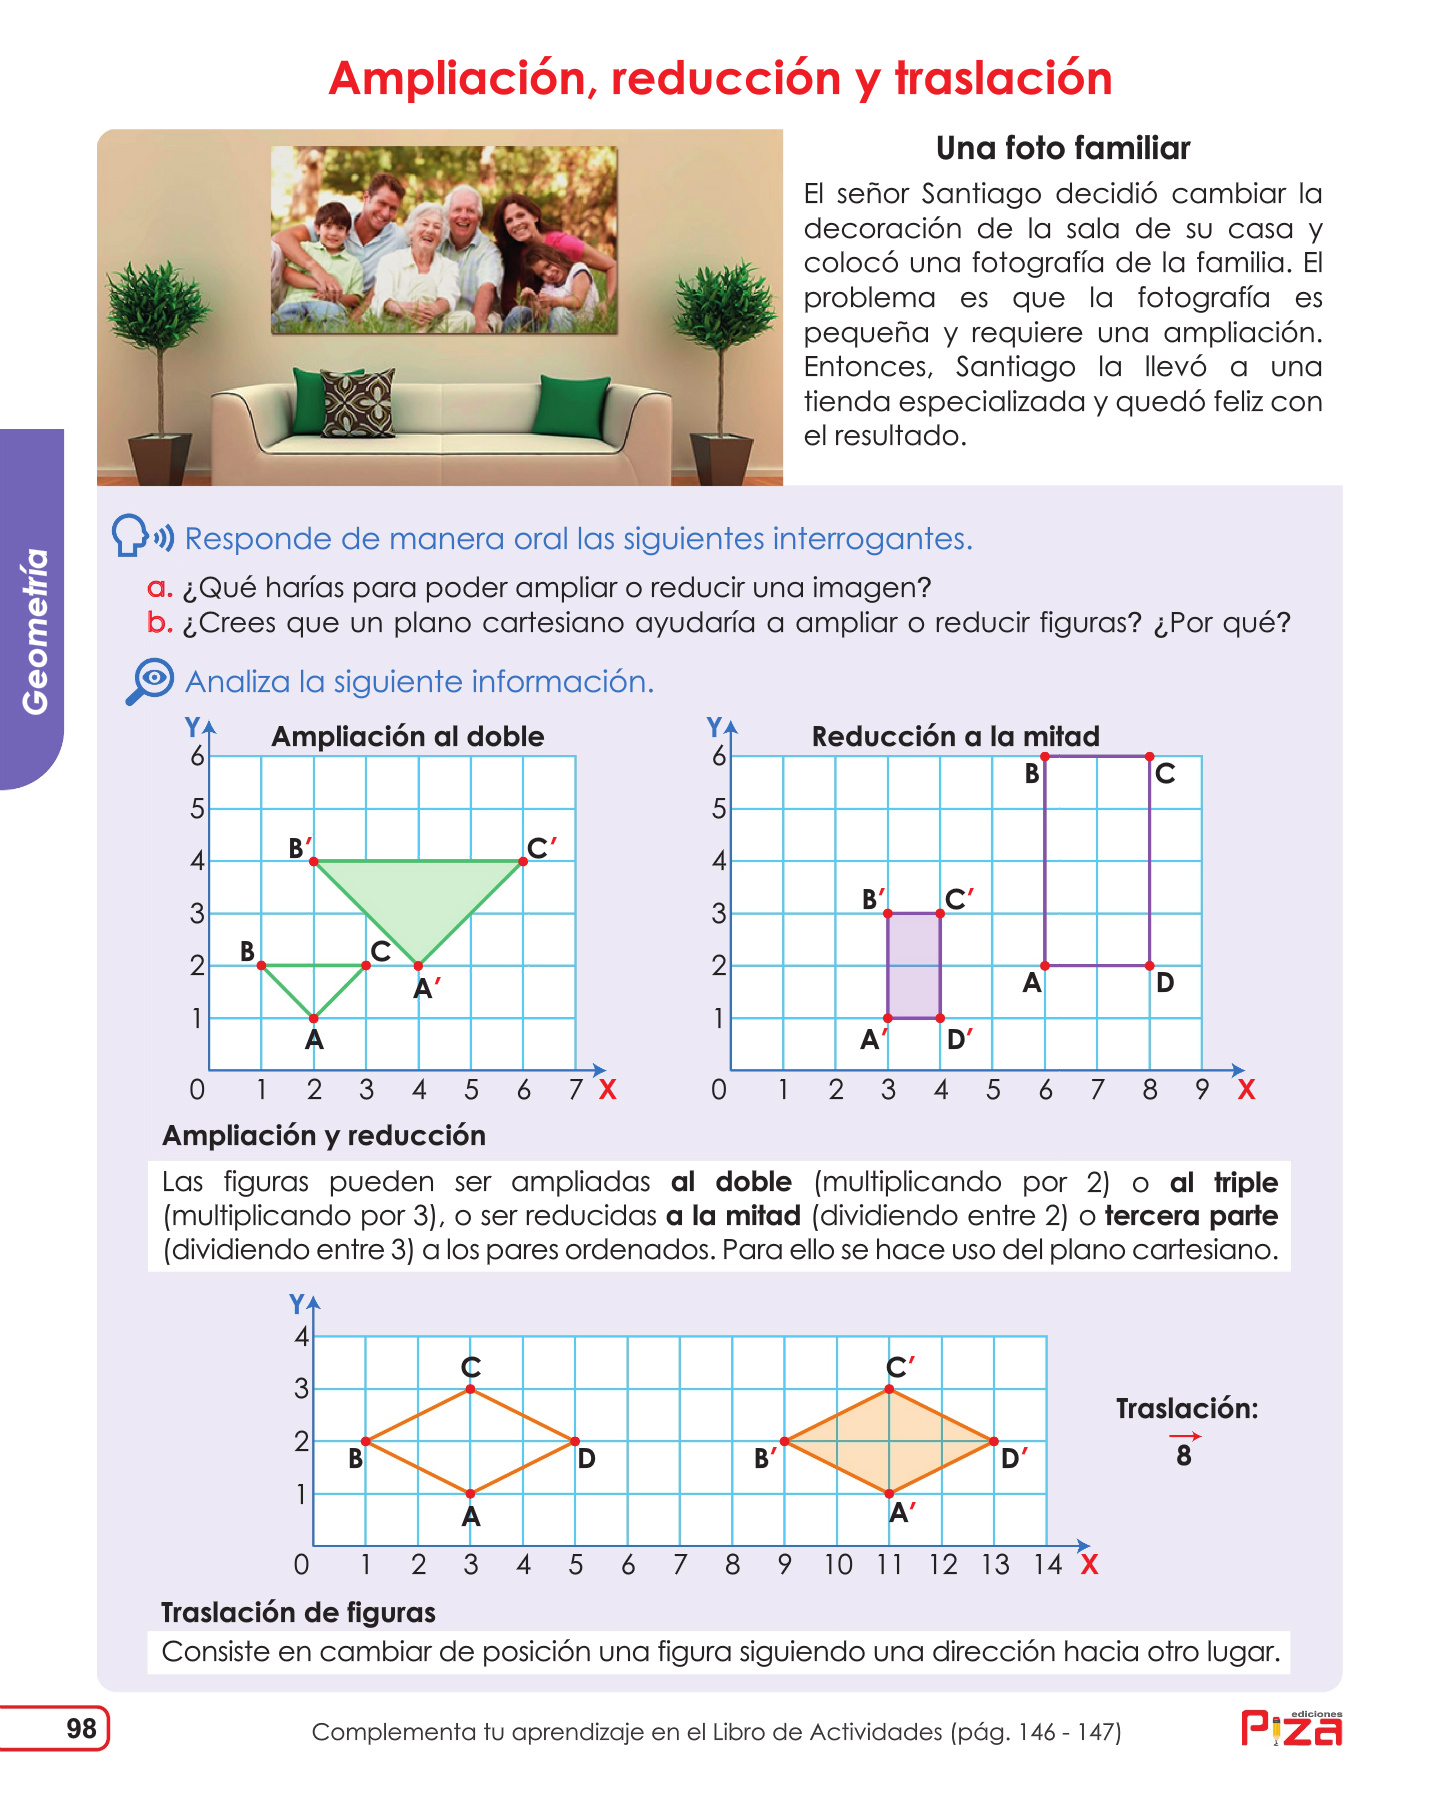 Ampliación, reducción y traslación
Una foto familiar
El señor Santiago decidió cambiar la
decoración de la sala de su casa y
colocó una fotografía de la familia. El
problema es que la fotografía es
pequeña y requiere una ampliación.
Entonces, Santiago la llevó a una
tienda especializada y quedó feliz con
el resultado.
Geometría
Responde de manera oral las siguientes interrogantes.
a. ¿Qué harías para poder ampliar o reducir una imagen?
b. ¿Crees que un plano cartesiano ayudaría a ampliar o reducir figuras? ¿Por qué?
Analiza la siguiente información.
Y
Ampliación al doble
6
5
B′ C′
4
3
B C
2
A′
1
A
0 1 2 3 4 5 6 7 X
Y
Reducción a la mitad
6
B C
5
4
B′ C′
3
2
A D
1
A′ D′
0 1 2 3 4 5 6 7 8 9 X
Ampliación y reducción
Las figuras pueden ser ampliadas al doble (multiplicando por 2) o al triple
(multiplicando por 3), o ser reducidas a la mitad (dividiendo entre 2) o tercera parte
(dividiendo entre 3) a los pares ordenados. Para ello se hace uso del plano cartesiano.
Y
4
C C′
3
2
B D B′ D′
1
A A′
0 1 2 3 4 5 6 7 8 9 10 11 12 13 14 X
Traslación:
8
Traslación de figuras
Consiste en cambiar de posición una figura siguiendo una dirección hacia otro lugar.
98
Complementa tu aprendizaje en el Libro de Actividades (pág. 146 - 147)
ediciones
Piza